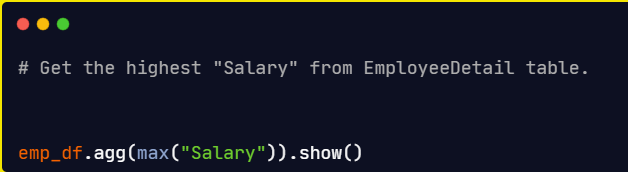 # Get the highest "Salary" from EmployeeDetail table.
emp_df.agg(max("Salary")).show()